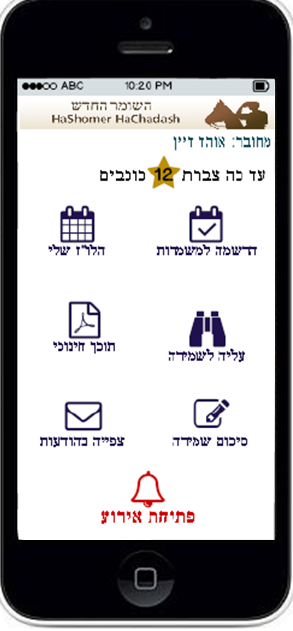 ABC 10:20 PM
השומר החדש
HaShomer HaChadash
מחובר: אוהד זיין
עד כה צברת 12 כוכבים
הרשמה למשמרות
הלו"ז שלי
עליה לשמירה
תוכן חינוכי
סיכום שמירה
צפייה בהודעות
פתיחת אירוע